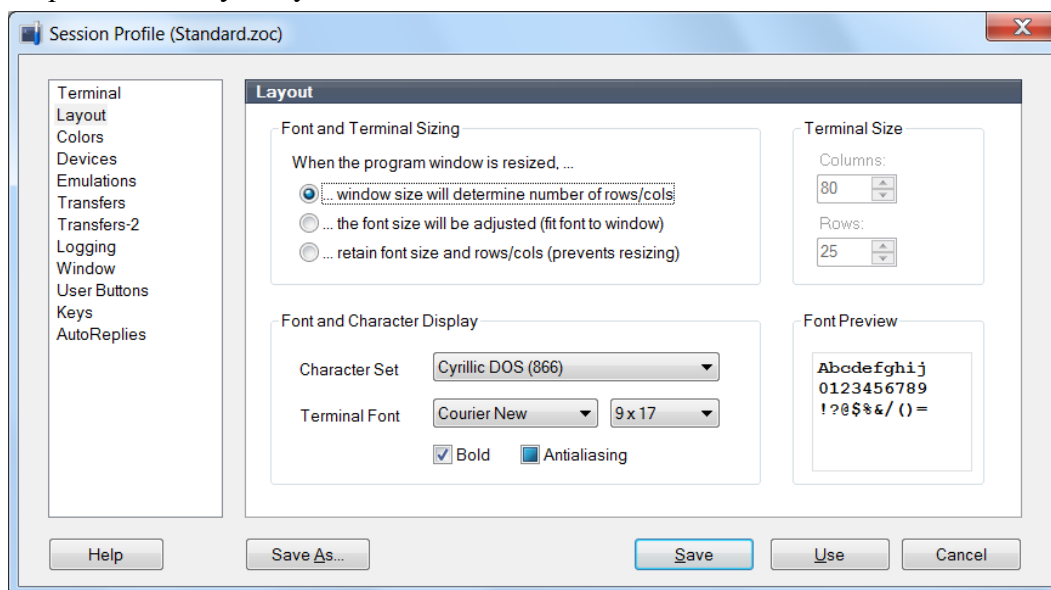 Session Profile (Standard.zoc)
X
Terminal
Layout
Colors
Devices
Emulations
Transfers
Transfers-2
Logging
Window
User Buttons
Keys
AutoReplies
Layout
Font and Terminal Sizing
When the program window is resized, ...
... window size will determine number of rows/cols
... the font size will be adjusted (fit font to window)
... retain font size and rows/cols (prevents resizing)
Terminal Size
Columns:
80
Rows:
25
Font and Character Display
Character Set Cyrillic DOS (866)
Terminal Font Courier New 9 x 17
Bold Antialiasing
Font Preview
Abcdefghij
0123456789
!?@$%&/()=
Help Save As... Save Use Cancel